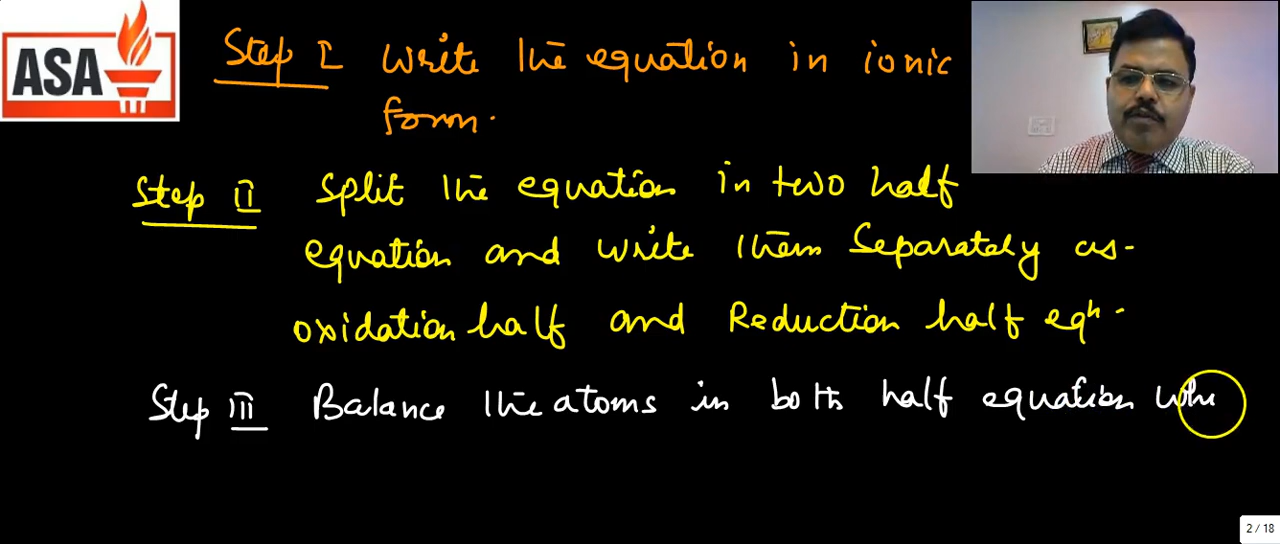 ASA
Step I Write the equation in ionic
form.
Step II Split the equation in two half
equation and write them Separately as-
oxidation half and Reduction half eqn.
Step III Balance the atoms in both half equation whe
2 / 18